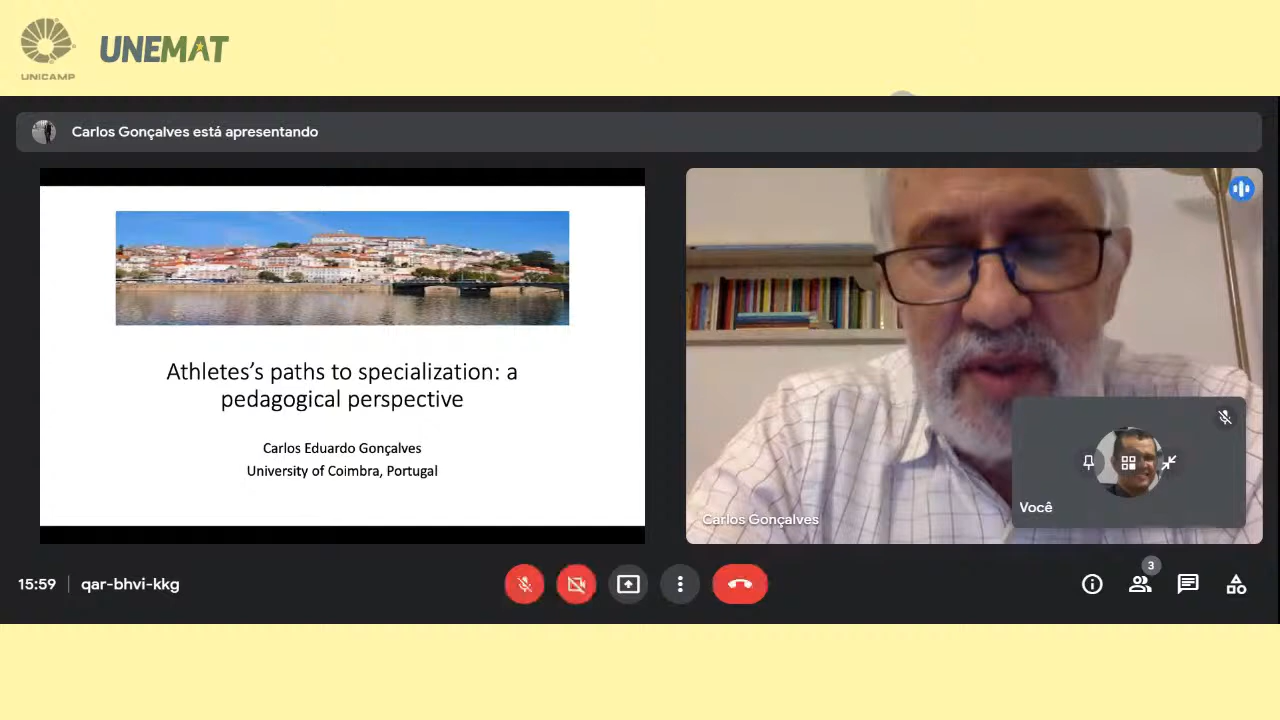 UNICAMP
UNEMAT
Carlos Gonçalves está apresentando
Athletes's paths to specialization: a
pedagogical perspective
Carlos Eduardo Gonçalves
University of Coimbra, Portugal
Carlos Gonçalves
Você
15:59
qar-bhvi-kkg
3